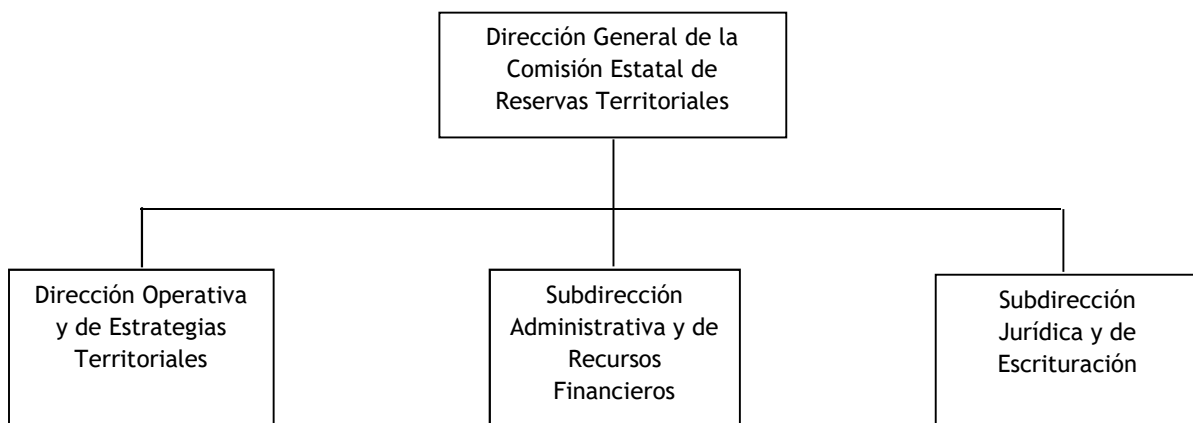 Dirección General de la
Comisión Estatal de
Reservas Territoriales
Dirección Operativa
y de Estrategias
Territoriales
Subdirección
Administrativa y de
Recursos
Financieros
Subdirección
Jurídica y de
Escrituración